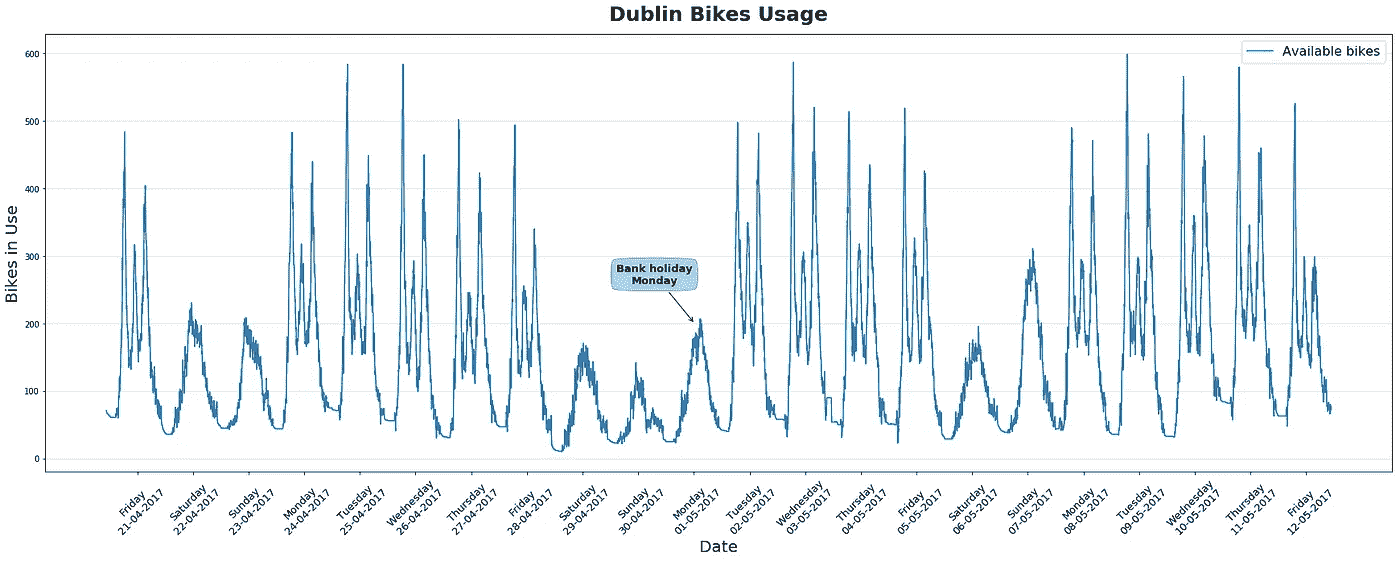 Dublin Bikes Usage
Available bikes
Bikes in Use
600
500
400
300
200
100
0
Bank holiday
Monday
Friday
21-04-2017
Saturday
22-04-2017
Sunday
23-04-2017
Monday
24-04-2017
Tuesday
25-04-2017
Wednesday
26-04-2017
Thursday
27-04-2017
Friday
28-04-2017
Saturday
29-04-2017
Sunday
30-04-2017
Monday
01-05-2017
Tuesday
02-05-2017
Wednesday
03-05-2017
Thursday
04-05-2017
Friday
05-05-2017
Saturday
06-05-2017
Sunday
07-05-2017
Monday
08-05-2017
Tuesday
09-05-2017
Wednesday
10-05-2017
Thursday
11-05-2017
Friday
12-05-2017
Date